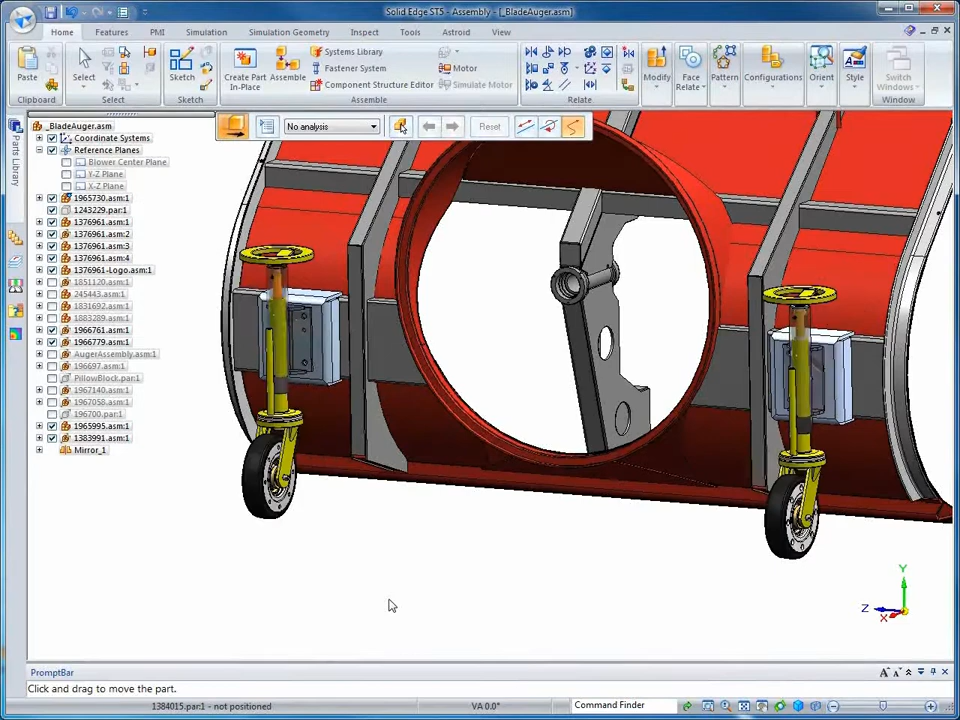 Solid Edge ST5 - Assembly - [_BladeAuger.asm]
Home Features PMI Simulation Simulation Geometry Inspect Tools Astroid View
Paste
Clipboard
Select
Select
Sketch
Sketch
Create Part In-Place
Assemble
Systems Library
Fastener System
Component Structure Editor
Assemble
Motor
Simulate Motor
Relate
Modify
Face Relate
Pattern
Configurations
Orient
Style
Switch Windows
Window
No analysis
Reset
Parts Library
_BladeAuger.asm
Coordinate Systems
Reference Planes
Blower Center Plane
Y-Z Plane
X-Z Plane
1965730.asm:1
1243229.par:1
1376961.asm:1
1376961.asm:2
1376961.asm:3
1376961.asm:4
1376961-Logo.asm:1
1851120.asm:1
245443.asm:1
1831692.asm:1
1883289.asm:1
1966761.asm:1
1966779.asm:1
AugerAssembly.asm:1
196697.asm:1
PillowBlock.par:1
1967140.asm:1
1967058.asm:1
196700.par:1
1965995.asm:1
1383991.asm:1
Mirror_1
Y
Z
X
PromptBar
Click and drag to move the part.
1384015.par:1 - not positioned
VA 0.0°
Command Finder